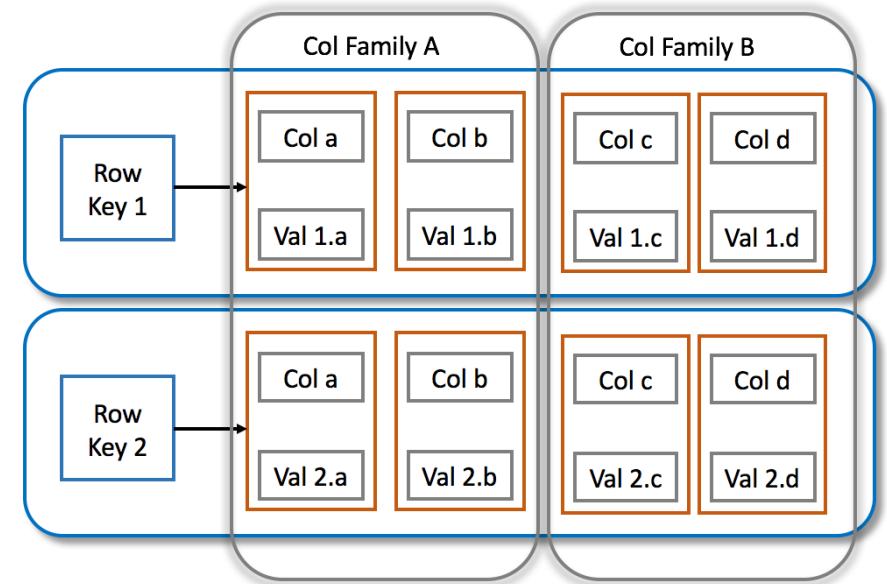 Col Family A
Col Family B
Row
Key 1
Col a
Col b
Col c
Col d
Val 1.a
Val 1.b
Val 1.c
Val 1.d
Row
Key 2
Col a
Col b
Col c
Col d
Val 2.a
Val 2.b
Val 2.c
Val 2.d